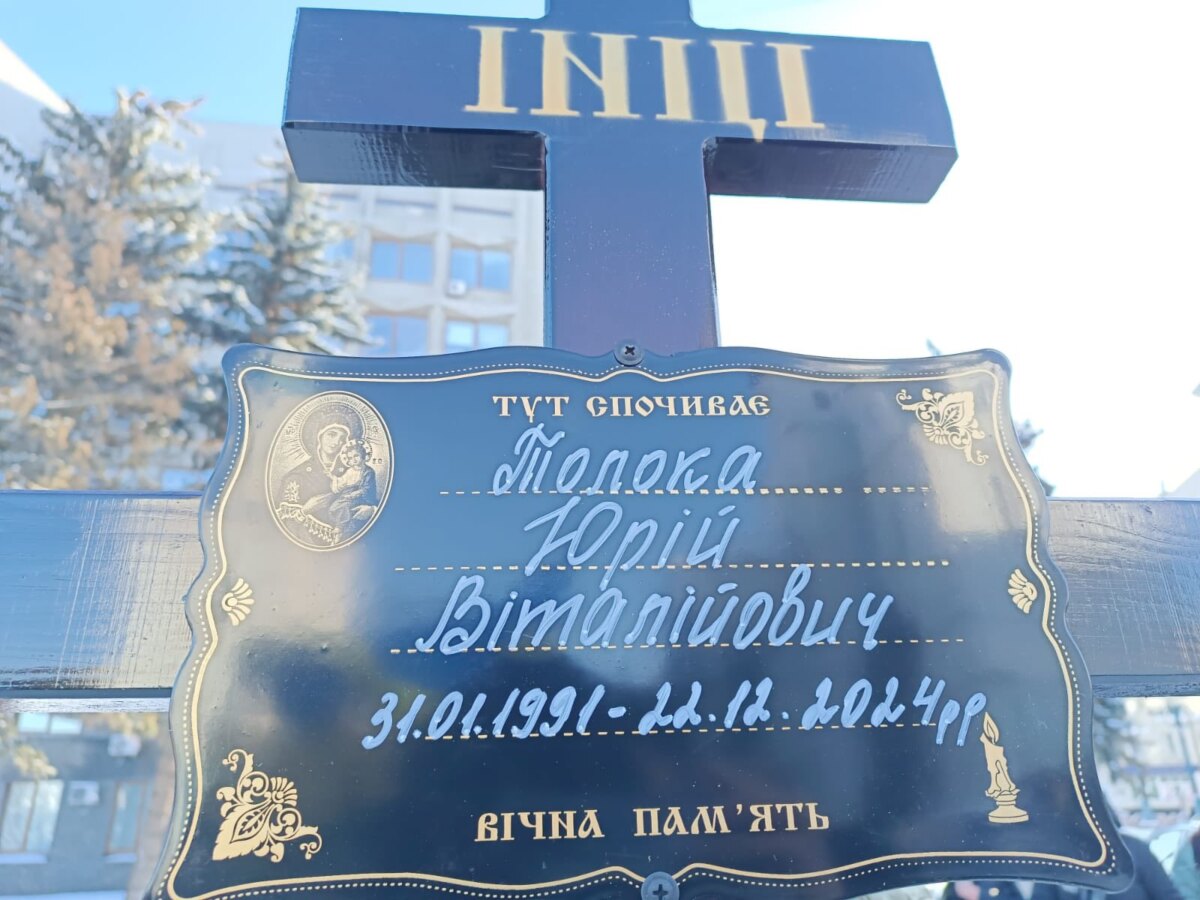 ІНЦІ
ТУТ СПОЧИВАЄ
Толока
Юрій
Віталійович
31.01.1991-22.12.2024рр
ВІЧНА ПАМ'ЯТЬ